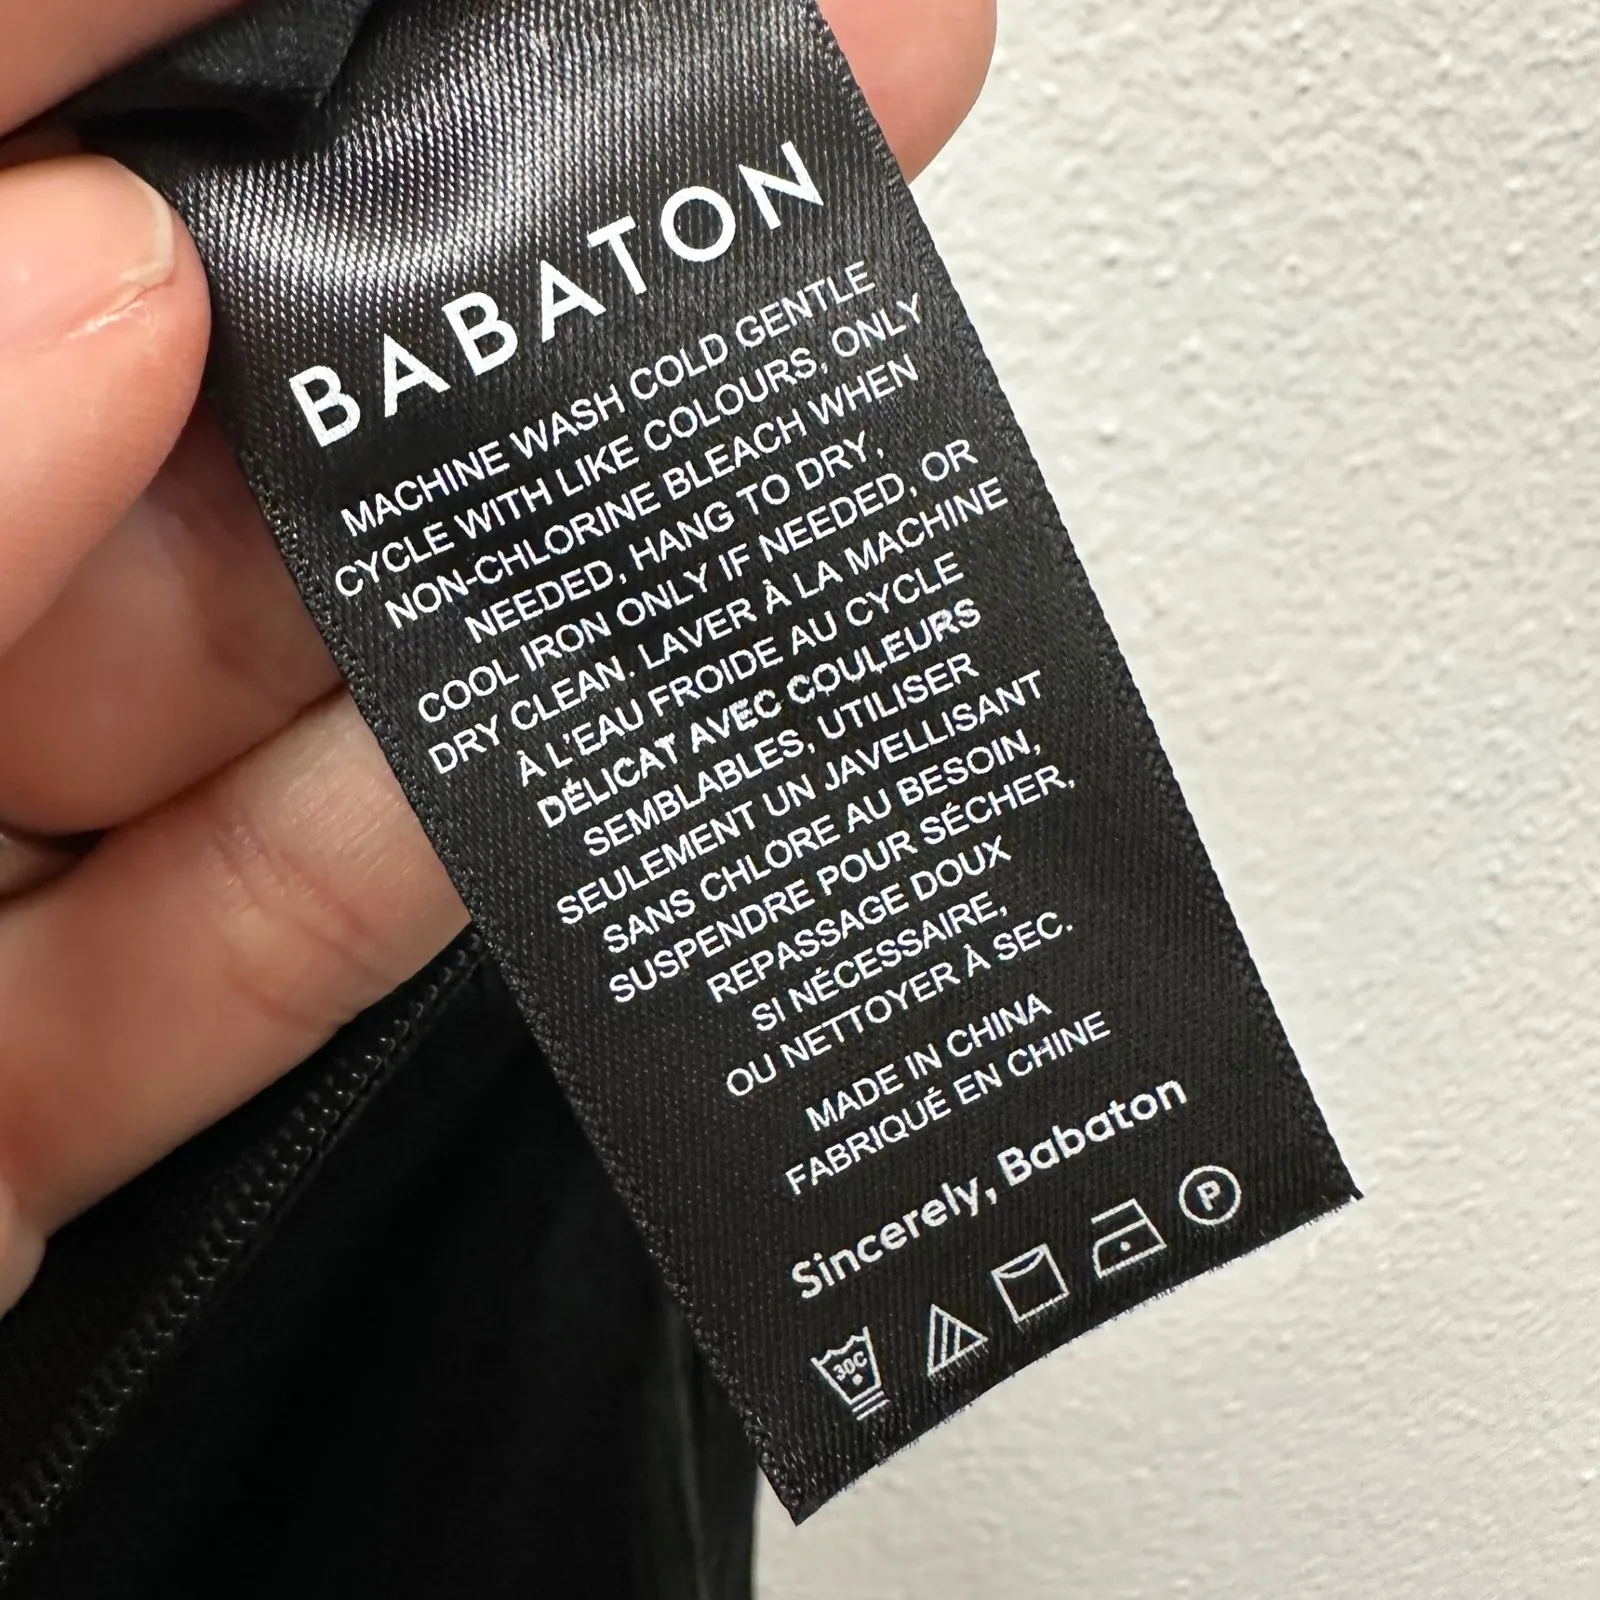 BABATON
MACHINE WASH COLD GENTLE
CYCLE WITH LIKE COLOURS, ONLY
NON-CHLORINE BLEACH WHEN
NEEDED, HANG TO DRY,
COOL IRON ONLY IF NEEDED, OR
DRY CLEAN. LAVER À LA MACHINE
À L'EAU FROIDE AU CYCLE
DÉLICAT AVEC COULEURS
SEMBLABLES, UTILISER
SEULEMENT UN JAVELLISANT
SANS CHLORE AU BESOIN,
SUSPENDRE POUR SÉCHER,
REPASSAGE DOUX
SI NÉCESSAIRE,
OU NETTOYER À SEC.
MADE IN CHINA
FABRIQUÉ EN CHINE
Sincerely, Babaton
30C P